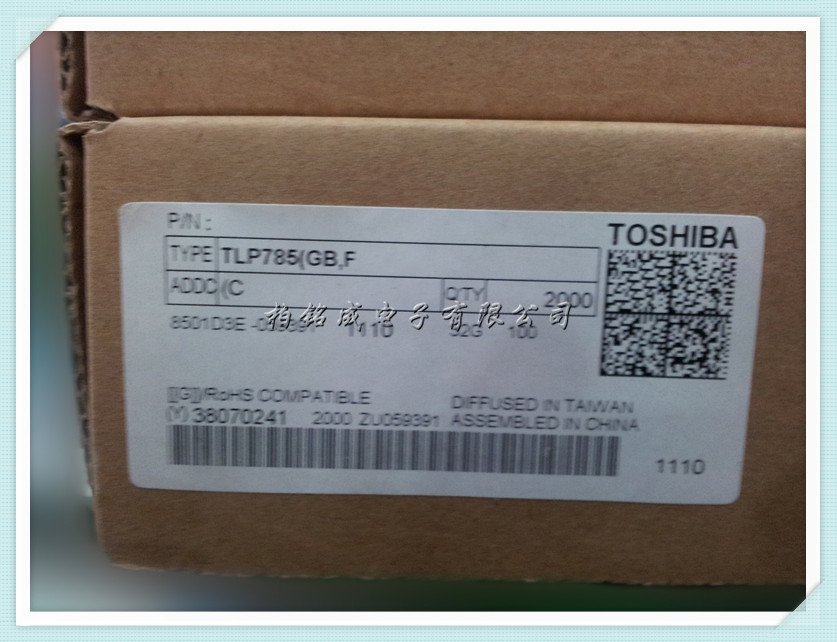 P/N :
TOSHIBA
TYPE TLP785(GB,F
ADDC (C QTY 2000
柏铭成电子有限公司
1110 100
[[G]]/RoHS COMPATIBLE DIFFUSED IN TAIWAN
(Y) 38070241 2000 ZU059391 ASSEMBLED IN CHINA
1110